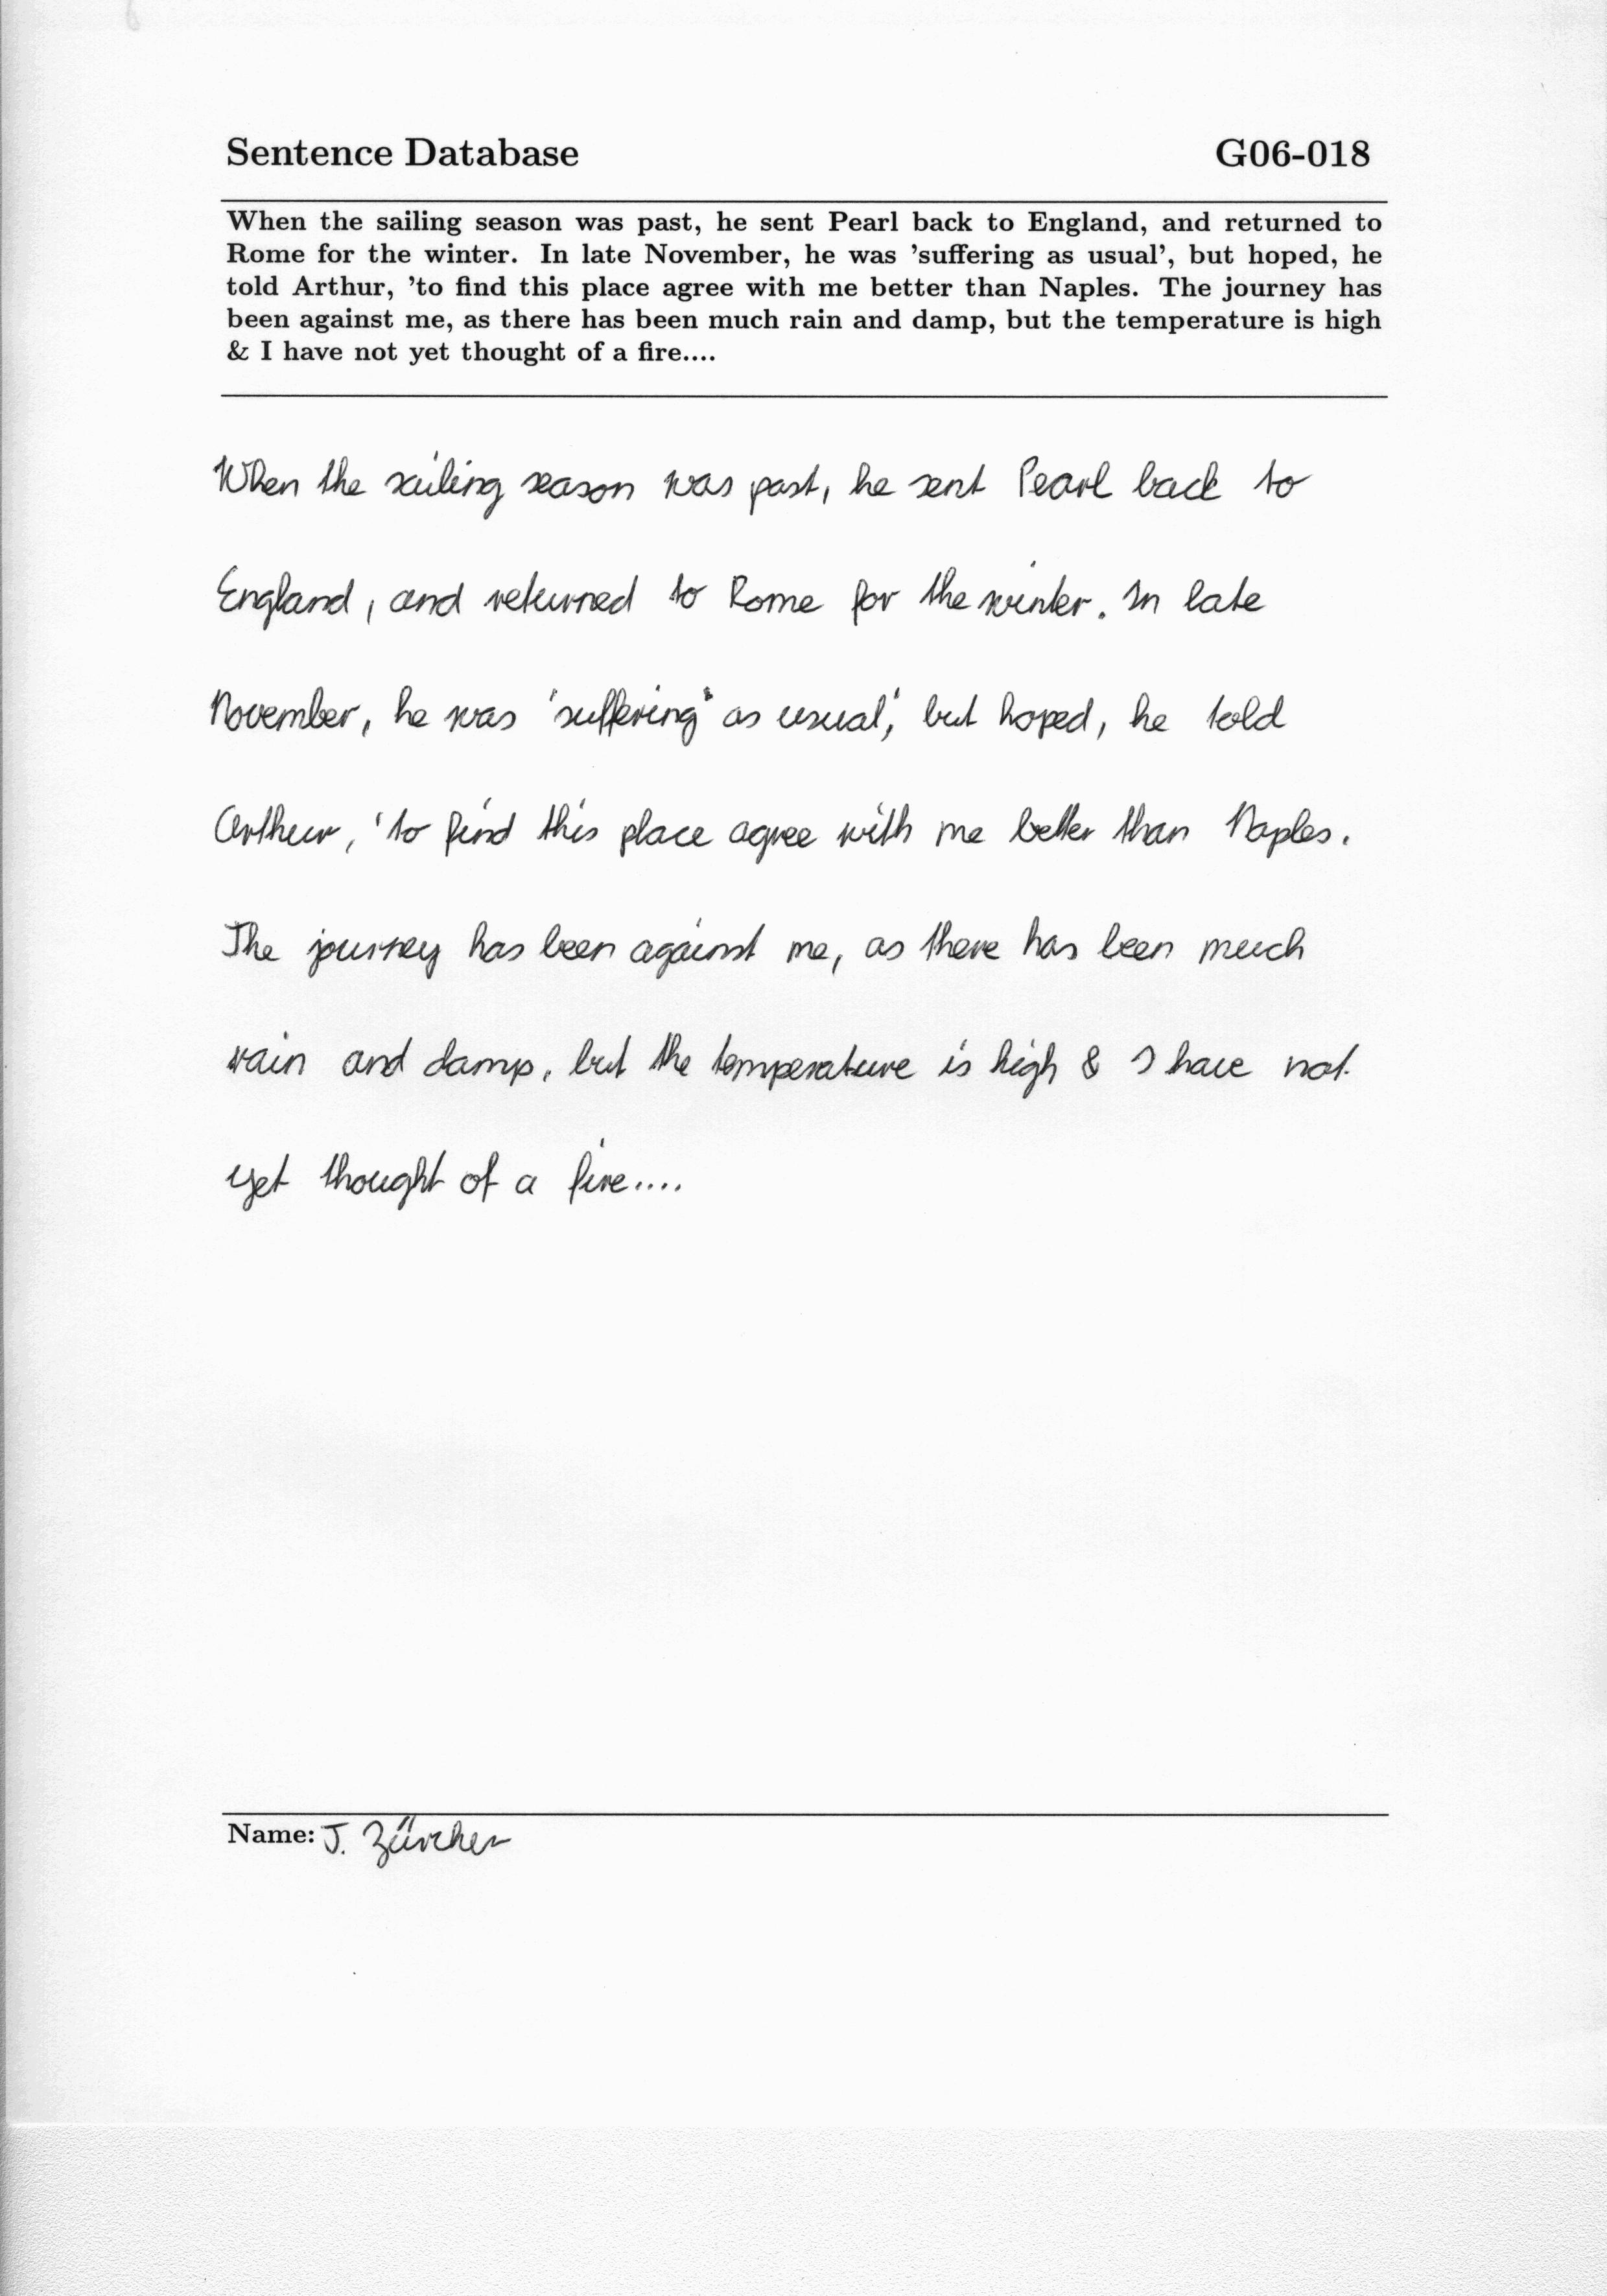 Sentence Database G06-018
When the sailing season was past, he sent Pearl back to England, and returned to
Rome for the winter. In late November, he was 'suffering as usual', but hoped, he
told Arthur, 'to find this place agree with me better than Naples. The journey has
been against me, as there has been much rain and damp, but the temperature is high
& I have not yet thought of a fire....
When the sailing season was past, he sent Pearl back to
England, and returned to Rome for the winter. In late
November, he was 'suffering' as usual,' but hoped, he told
Arthur, 'to find this place agree with me better than Naples.
The journey has been against me, as there has been much
rain and damp, but the temperature is high & I have not
yet thought of a fire....
Name: J. Zürcher